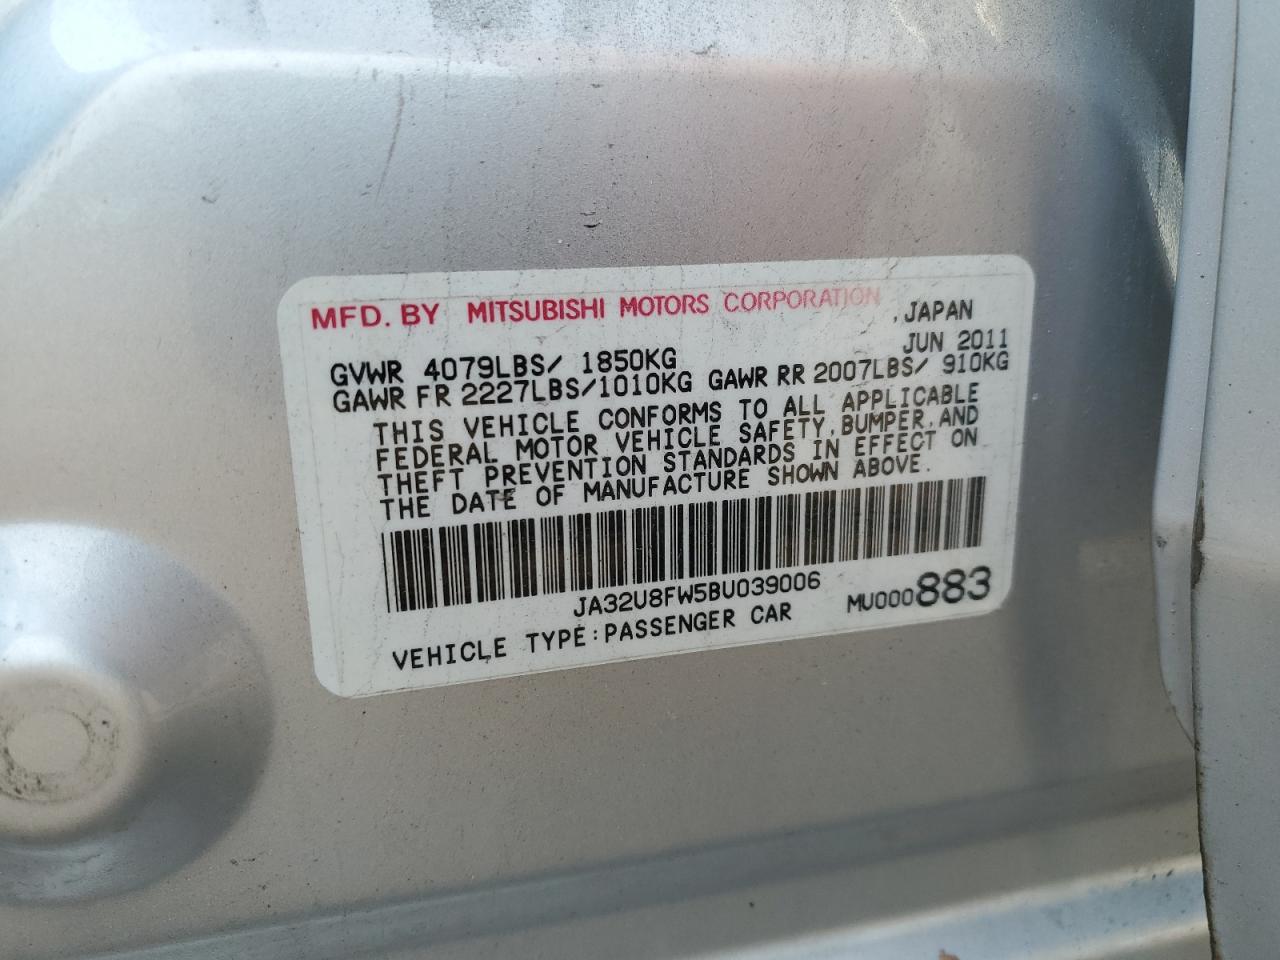 MFD. BY MITSUBISHI MOTORS CORPORATION ,JAPAN
JUN 2011
GVWR 4079LBS/ 1850KG
GAWR FR 2227LBS/1010KG GAWR RR 2007LBS/ 910KG
THIS VEHICLE CONFORMS TO ALL APPLICABLE
FEDERAL MOTOR VEHICLE SAFETY,BUMPER,AND
THEFT PREVENTION STANDARDS IN EFFECT ON
THE DATE OF MANUFACTURE SHOWN ABOVE.
JA32U8FW5BU039006
MU000883
VEHICLE TYPE:PASSENGER CAR